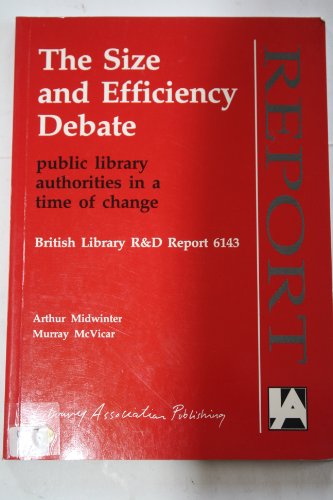 The Size
and Efficiency
Debate
public library
authorities in a
time of change
British Library R&D Report 6143
Arthur Midwinter
Murray McVicar
Library Association Publishing
REPORT
LA